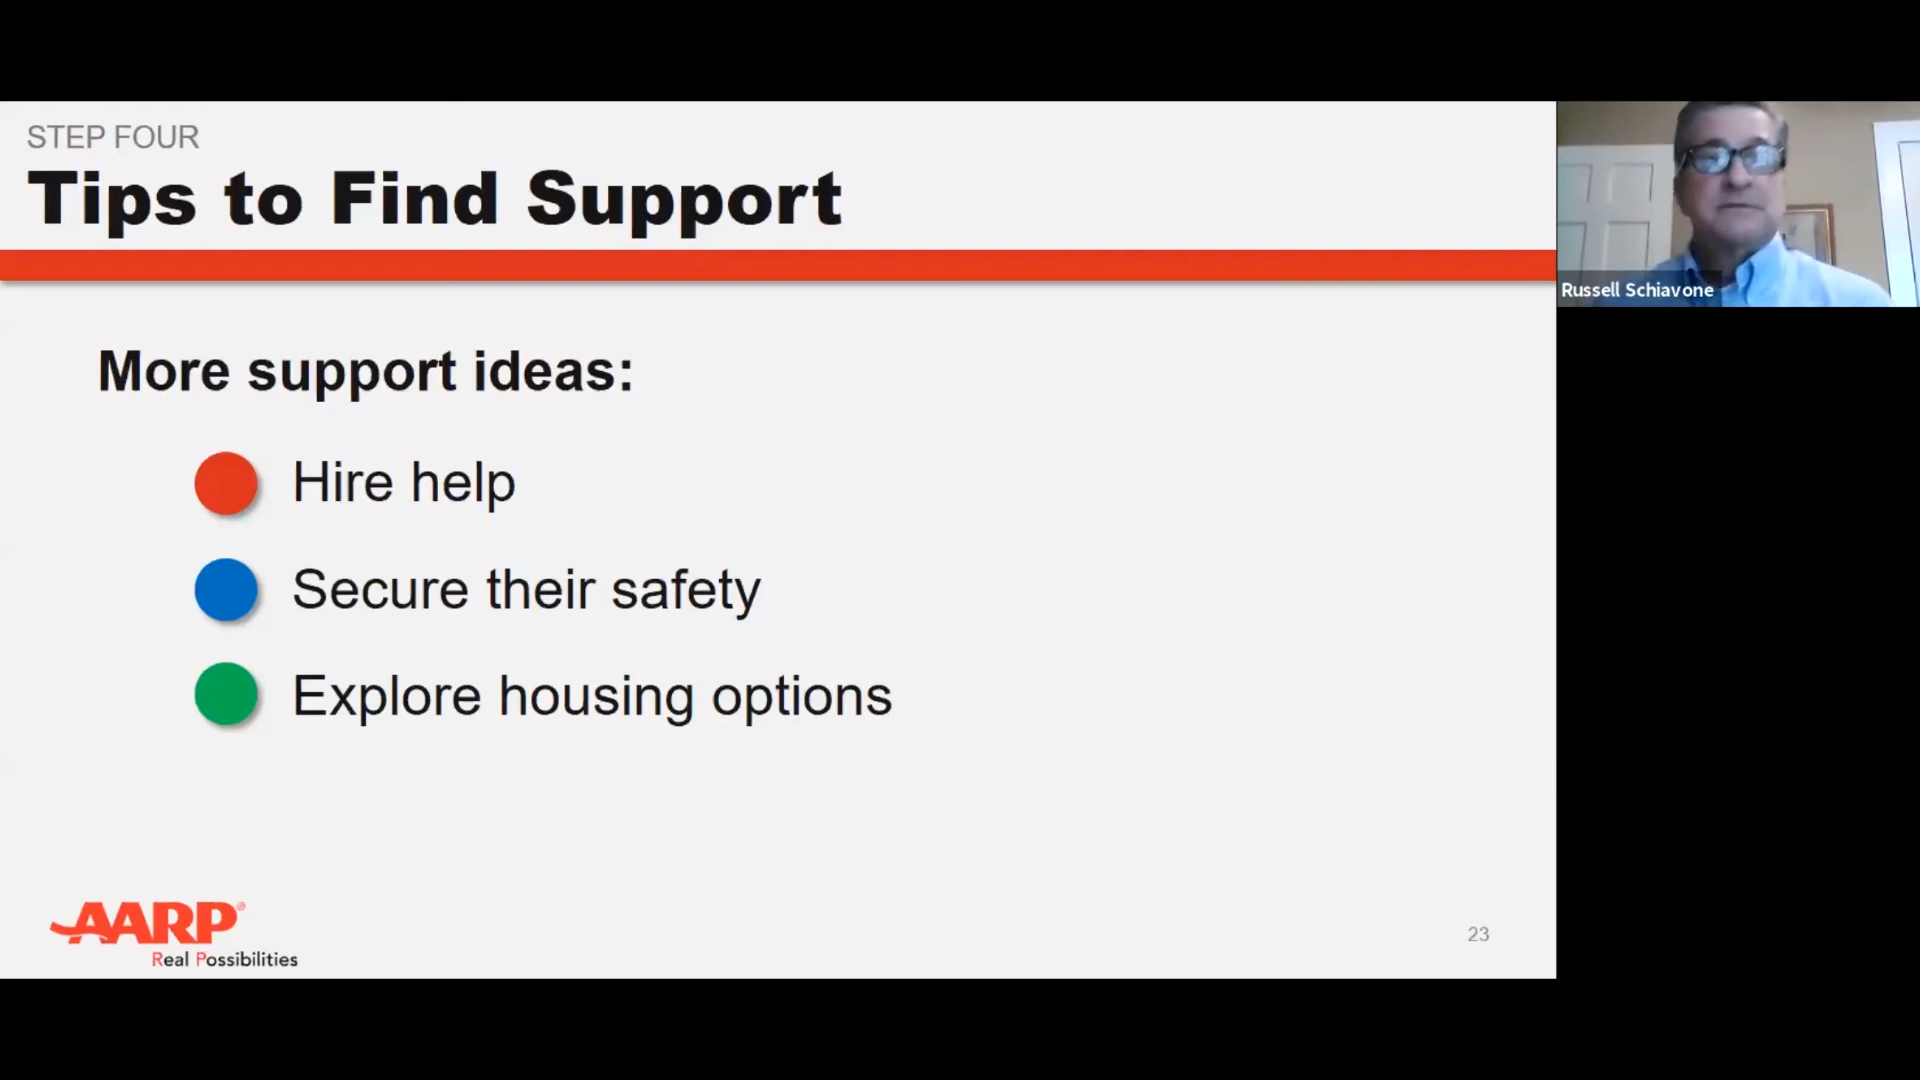 STEP FOUR
Tips to Find Support
More support ideas:
Hire help
Secure their safety
Explore housing options
AARP®
Real Possibilities
23
Russell Schiavone